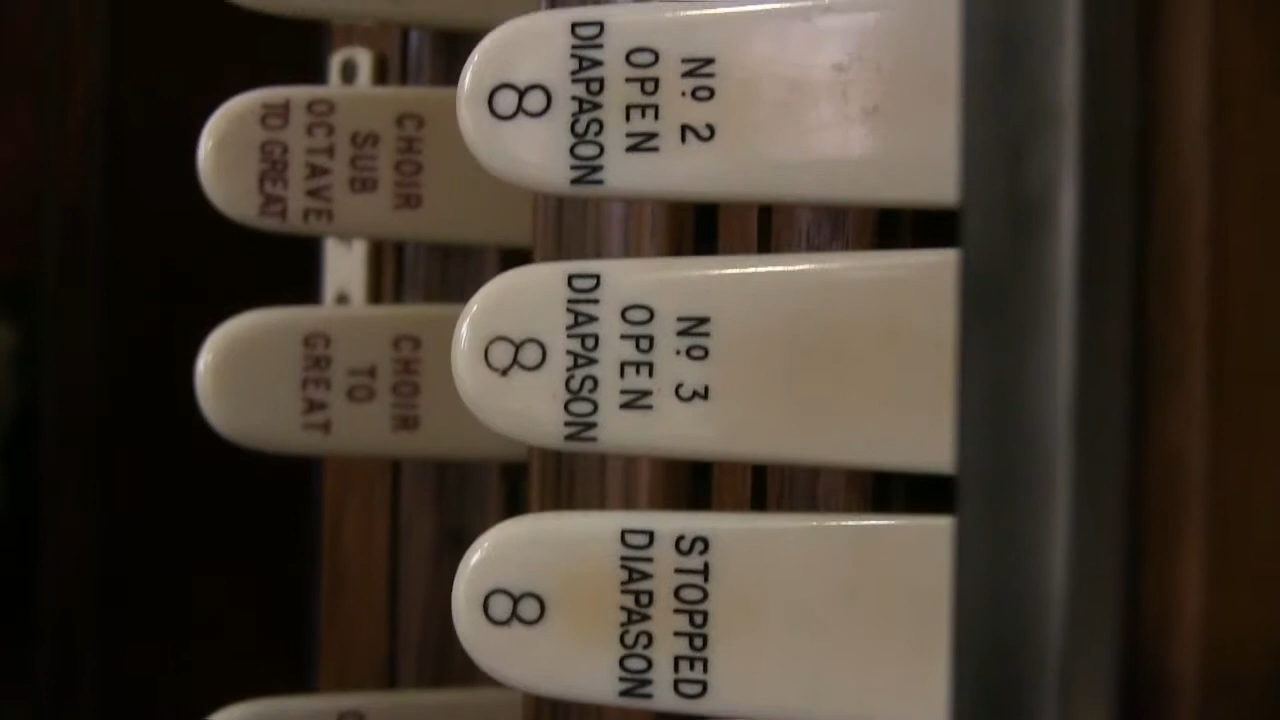 Nº 2
OPEN
DIAPASON
8
Nº 3
OPEN
DIAPASON
8
STOPPED
DIAPASON
8
CHOIR
SUB
OCTAVE
TO GREAT
CHOIR
TO
GREAT